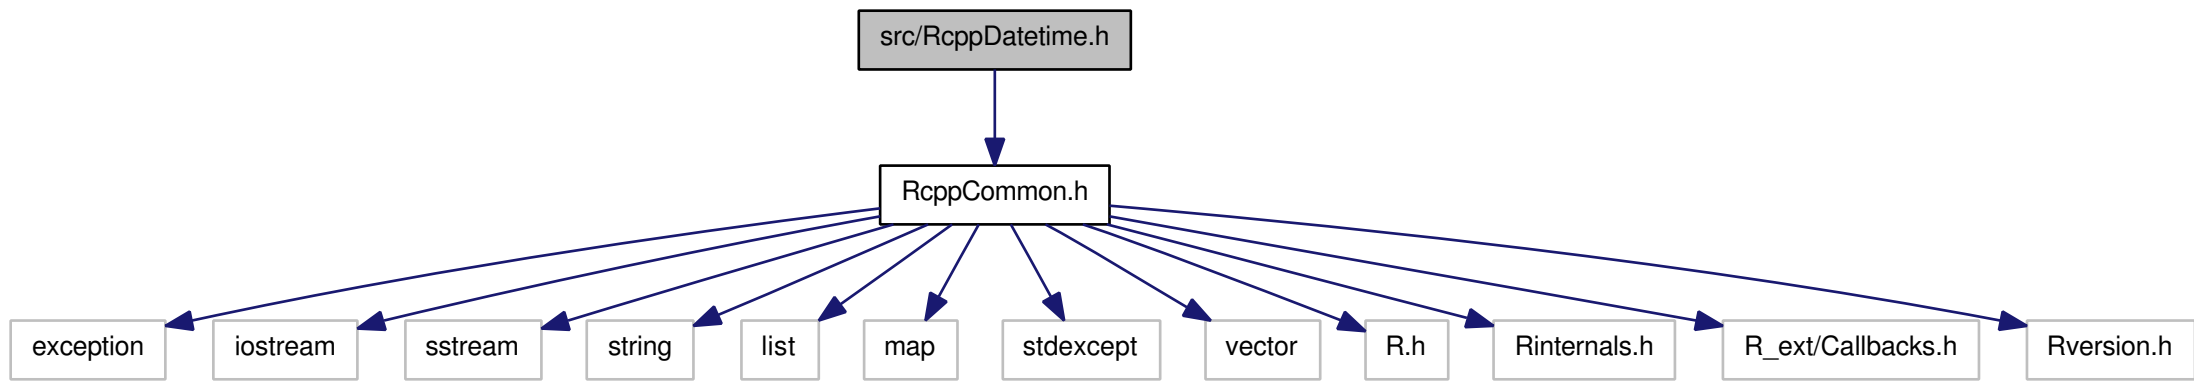 src/RcppDatetime.h
RcppCommon.h
exception
iostream
sstream
string
list
map
stdexcept
vector
R.h
Rinternals.h
R_ext/Callbacks.h
Rversion.h